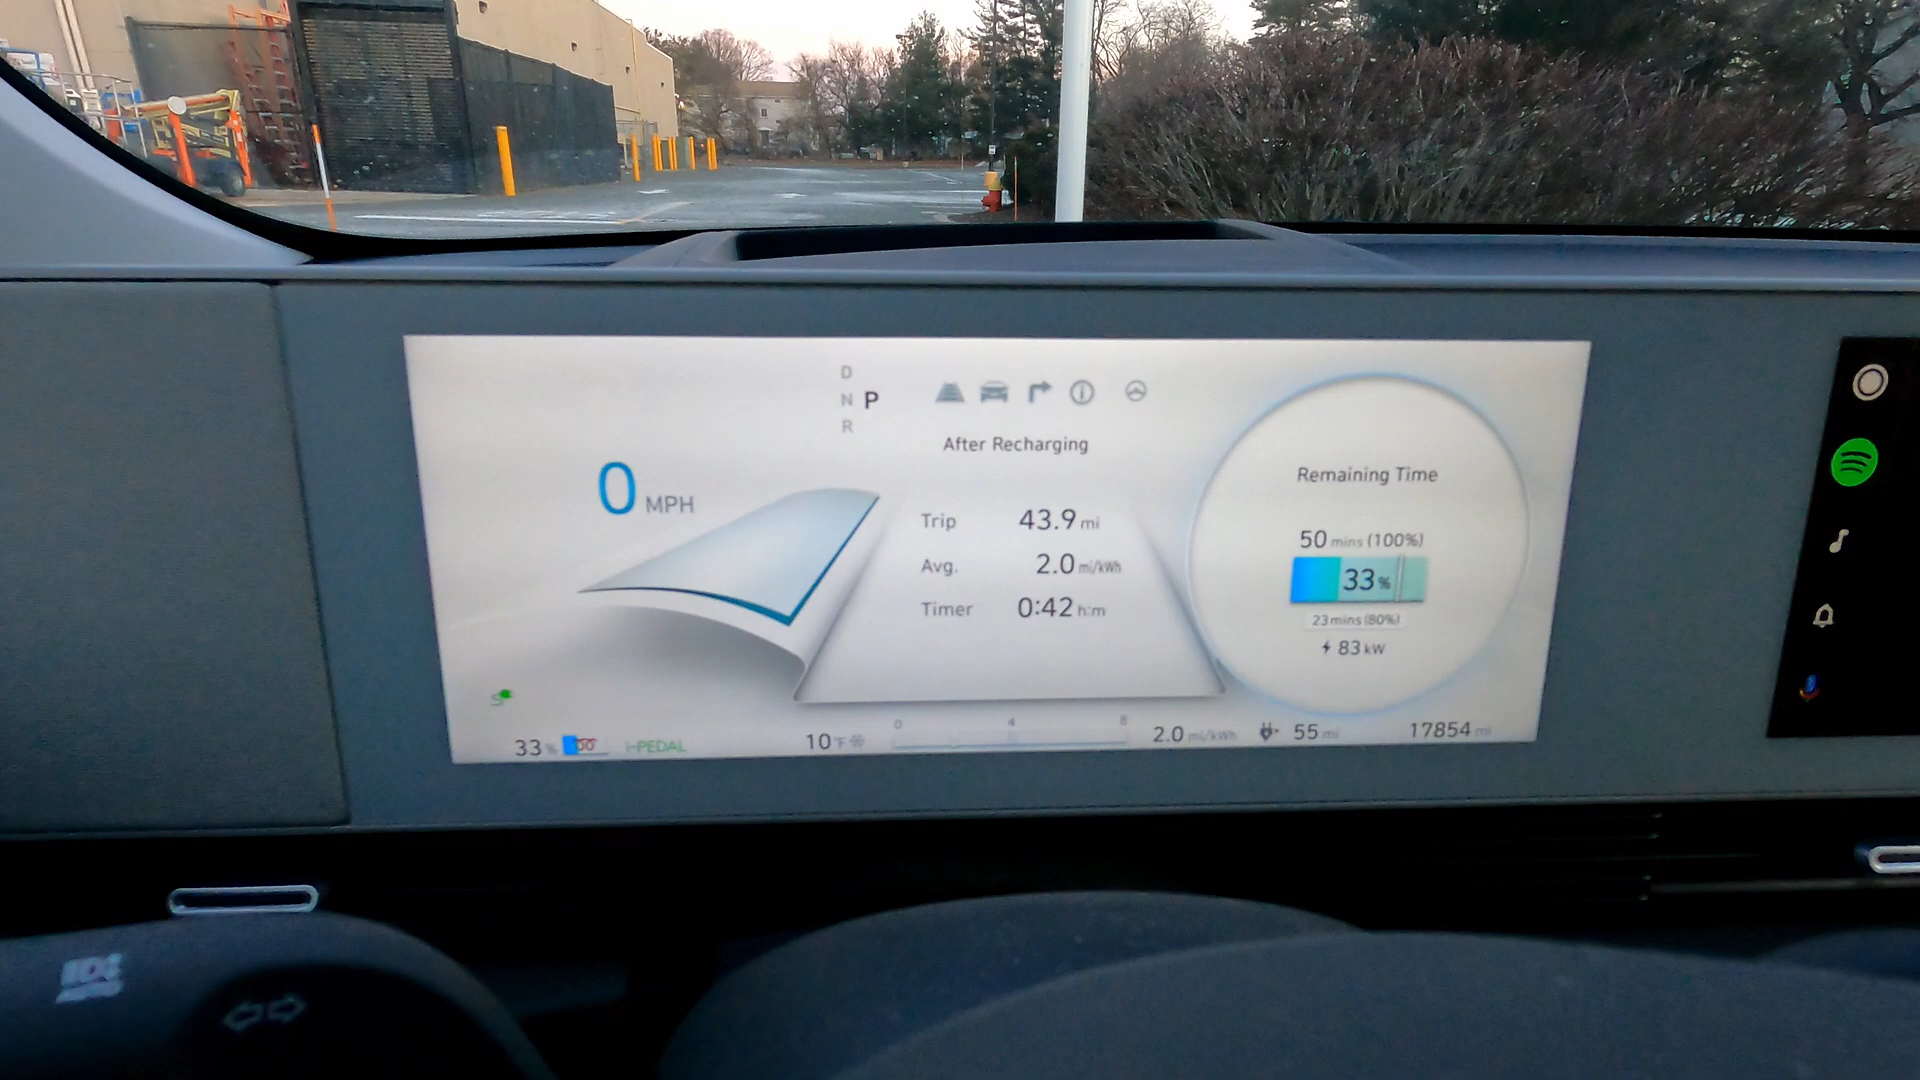 D
N P
R
After Recharging
0 MPH
Trip 43.9 mi
Avg. 2.0 mi/kWh
Timer 0:42 h:m
Remaining Time
50 mins (100%)
33%
23mins (80%)
83 kW
33% i-PEDAL
10°F
0 4 8
2.0 mi/kWh
55 mi
17854 mi